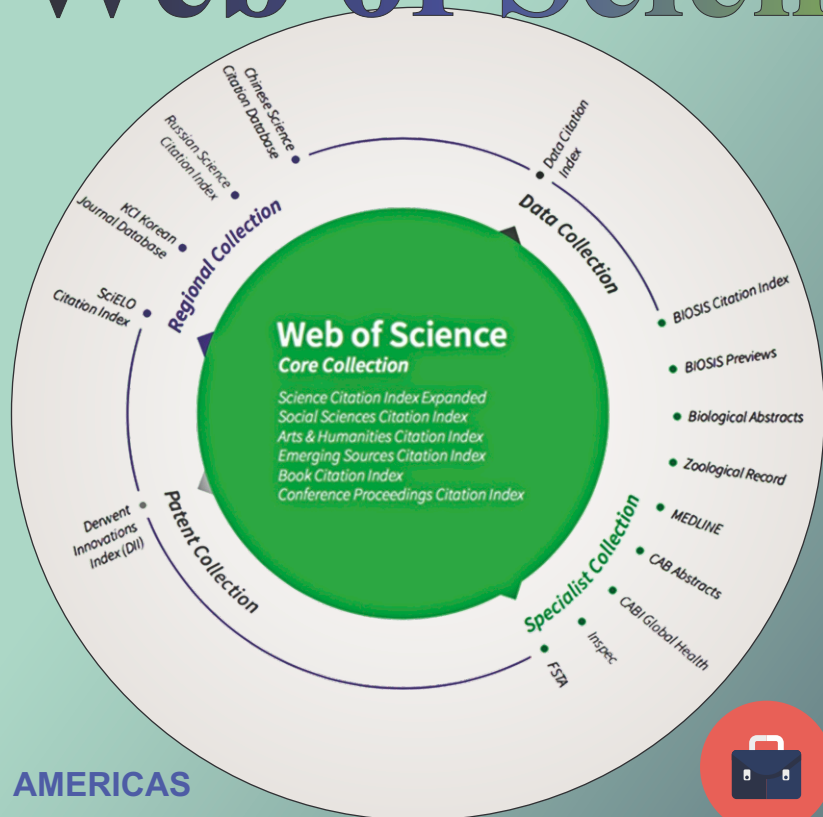 Web of Scien
Chinese Science
Citation Database
Russian Science
Citation Index
KCI Korean
Journal Database
SciELO
Citation Index
Regional Collection
Data Citation
Index
Data Collection
BIOSIS Citation Index
BIOSIS Previews
Biological Abstracts
Zoological Record
MEDLINE
CAB Abstracts
CABI Global Health
Inspec
FSTA
Specialist Collection
Web of Science
Core Collection
Science Citation Index Expanded
Social Sciences Citation Index
Arts & Humanities Citation Index
Emerging Sources Citation Index
Book Citation Index
Conference Proceedings Citation Index
Patent Collection
Derwent
Innovations
Index (DII)
AMERICAS